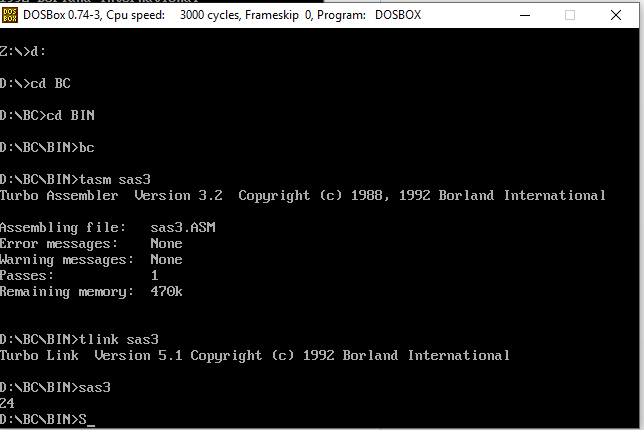 DOSBox 0.74-3, Cpu speed: 3000 cycles, Frameskip 0, Program: DOSBOX
Z:\>d:
D:\>cd BC
D:\BC>cd BIN
D:\BC\BIN>bc
D:\BC\BIN>tasm sas3
Turbo Assembler Version 3.2 Copyright (c) 1988, 1992 Borland International
Assembling file: sas3.ASM
Error messages: None
Warning messages: None
Passes: 1
Remaining memory: 470k
D:\BC\BIN>tlink sas3
Turbo Link Version 5.1 Copyright (c) 1992 Borland International
D:\BC\BIN>sas3
24
D:\BC\BIN>S_